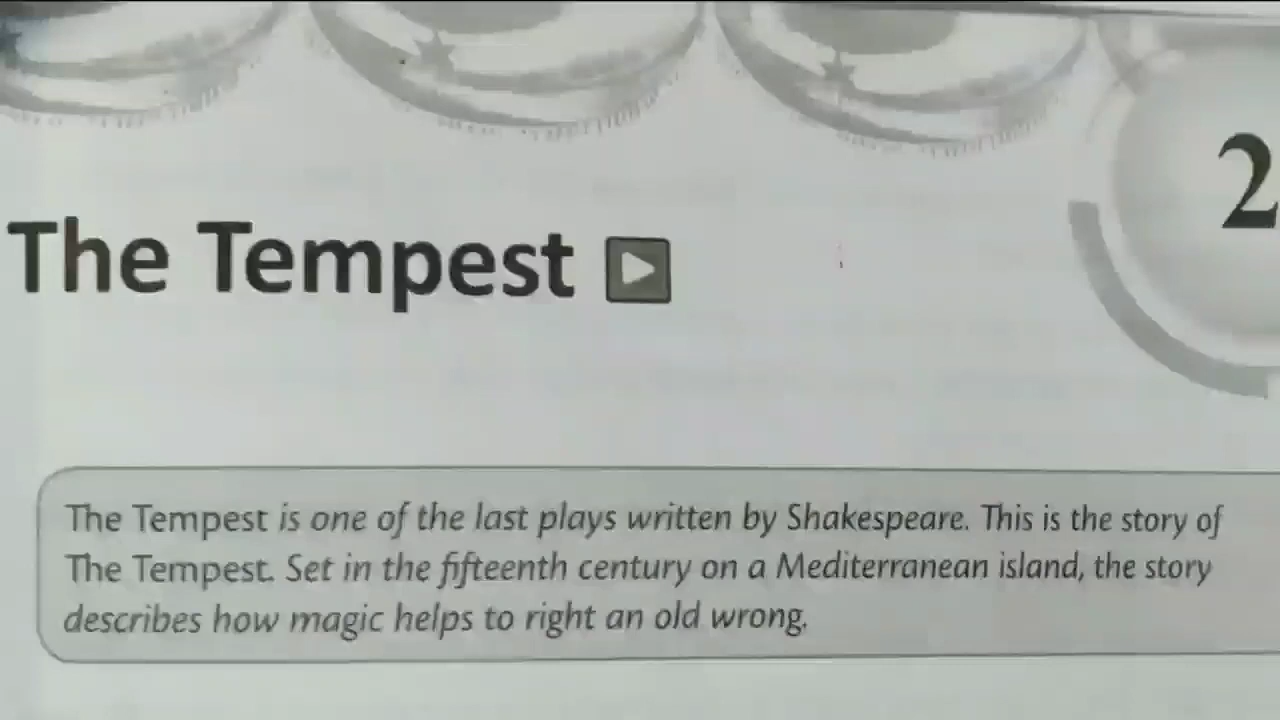 2
The Tempest
The Tempest is one of the last plays written by Shakespeare. This is the story of
The Tempest. Set in the fifteenth century on a Mediterranean island, the story
describes how magic helps to right an old wrong.